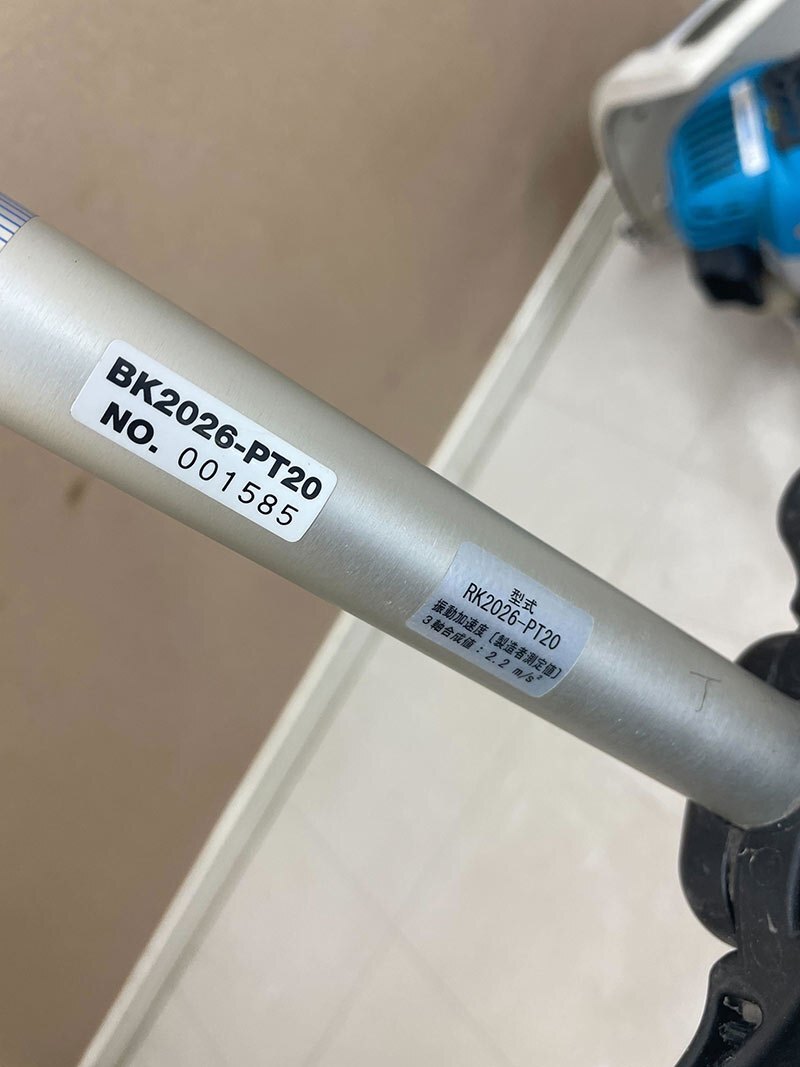 BK2026-PT20
NO. 001585
型式
RK2026-PT20
振動加速度［製造者測定値］
3軸合成値：2.2 m/s²